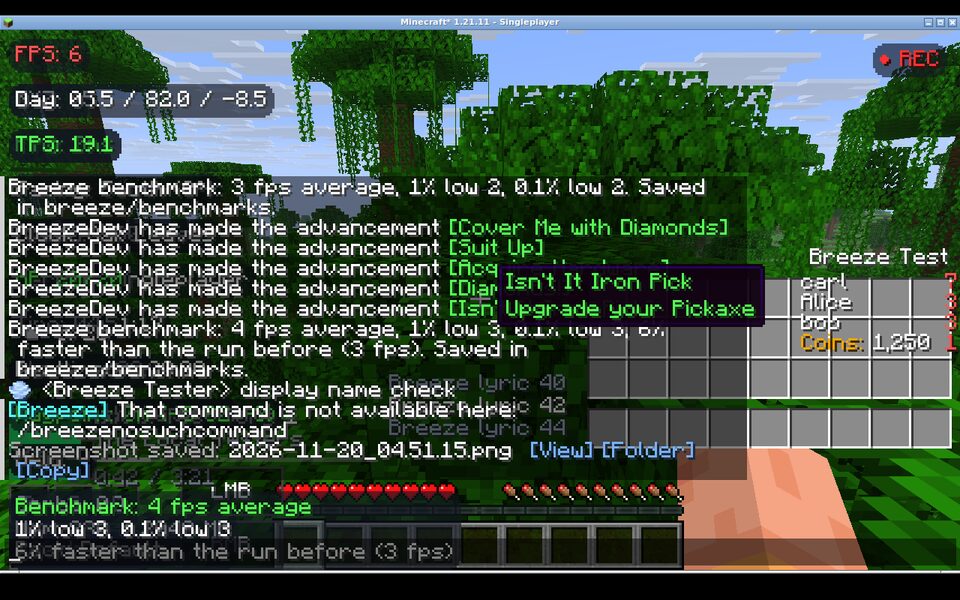 Minecraft* 1.21.11 - Singleplayer
FPS: 6
REC
Day: 05.5 / 82.0 / -8.5
TPS: 19.1
Breeze benchmark: 3 fps average, 1% low 2, 0.1% low 2. Saved
in breeze/benchmarks.
BreezeDev has made the advancement [Cover Me with Diamonds]
BreezeDev has made the advancement [Suit Up]
BreezeDev has made the advancement [Acq
BreezeDev has made the advancement [Diam
BreezeDev has made the advancement [Isn'
Isn't It Iron Pick
Upgrade your Pickaxe
Breeze Test
carl
Alice
bob
Coins: 1,250
Breeze benchmark: 4 fps average, 1% low 3, 0.1% low 3, 6%
faster than the run before (3 fps). Saved in
breeze/benchmarks.
<Breeze Tester> display name check
Breeze lyric 40
[Breeze] That command is not available here:
Breeze lyric 42
/breezenosuchcommand
Breeze lyric 44
Screenshot saved: 2026-11-20_04.51.15.png [View] [Folder]
[Copy]
LMB
Benchmark: 4 fps average
1% low 3, 0.1% low 3
6% faster than the run before (3 fps)